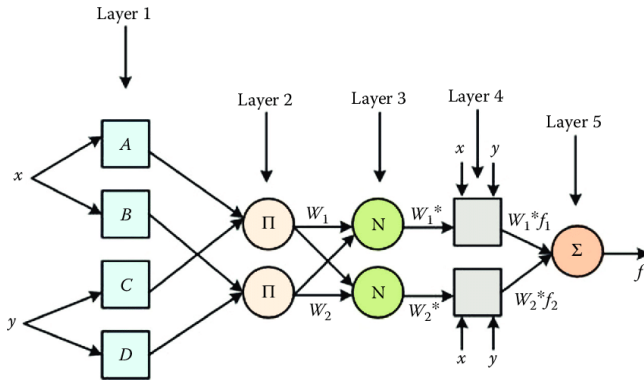 Layer 1
Layer 2
Layer 3
Layer 4
Layer 5
x
y
A
B
C
D
x
y
Π
Π
W₁
W₂
N
N
W₁*
W₂*
x
y
W₁*f₁
W₂*f₂
Σ
f